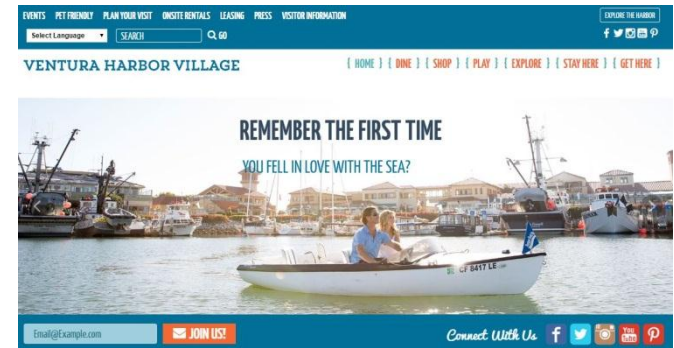 EVENTS PET FRIENDLY PLAN YOUR VISIT ONSITE RENTALS LEASING PRESS VISITOR INFORMATION
EXPLORE THE HARBOR
Select Language SEARCH GO
VENTURA HARBOR VILLAGE
{ HOME } { DINE } { SHOP } { PLAY } { EXPLORE } { STAY HERE } { GET HERE }
REMEMBER THE FIRST TIME
YOU FELL IN LOVE WITH THE SEA?
CF 8417 LE
Email@Example.com JOIN US! Connect With Us You Tube